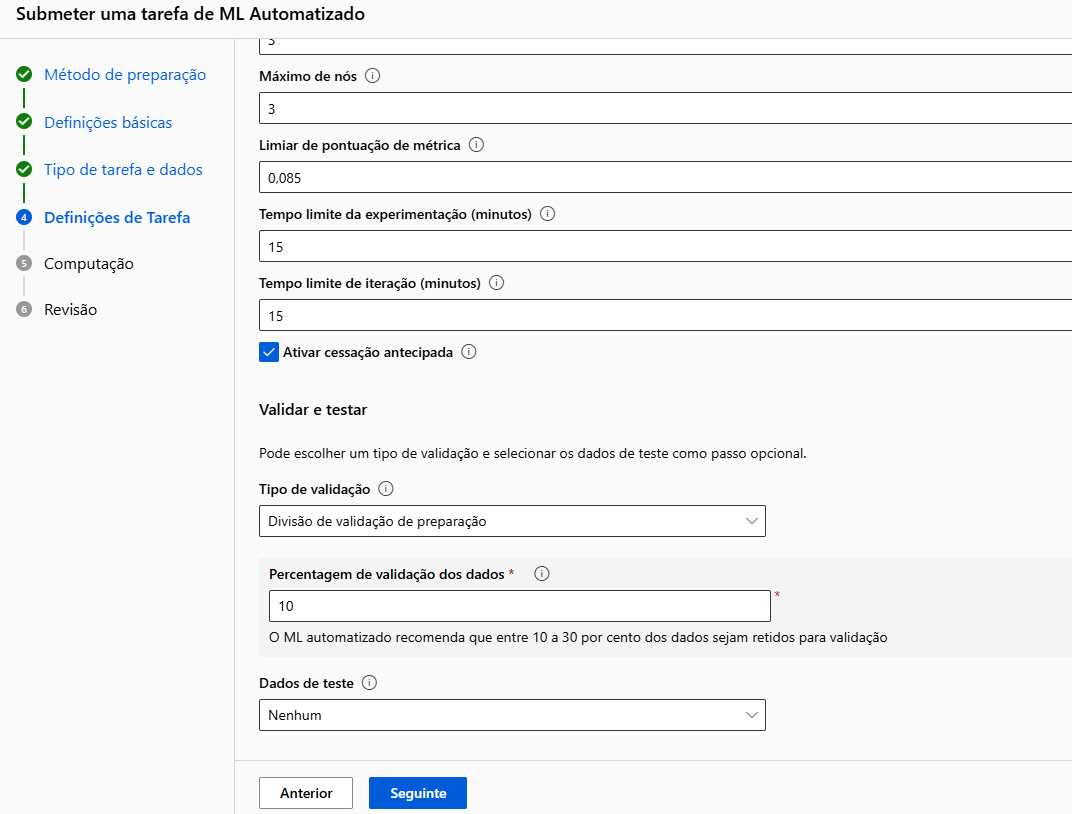 Submeter uma tarefa de ML Automatizado
Método de preparação
Definições básicas
Tipo de tarefa e dados
4 Definições de Tarefa
5 Computação
6 Revisão
3
Máximo de nós
3
Limiar de pontuação de métrica
0,085
Tempo limite da experimentação (minutos)
15
Tempo limite de iteração (minutos)
15
Ativar cessação antecipada
Validar e testar
Pode escolher um tipo de validação e selecionar os dados de teste como passo opcional.
Tipo de validação
Divisão de validação de preparação
Percentagem de validação dos dados *
10 *
O ML automatizado recomenda que entre 10 a 30 por cento dos dados sejam retidos para validação
Dados de teste
Nenhum
Anterior Seguinte